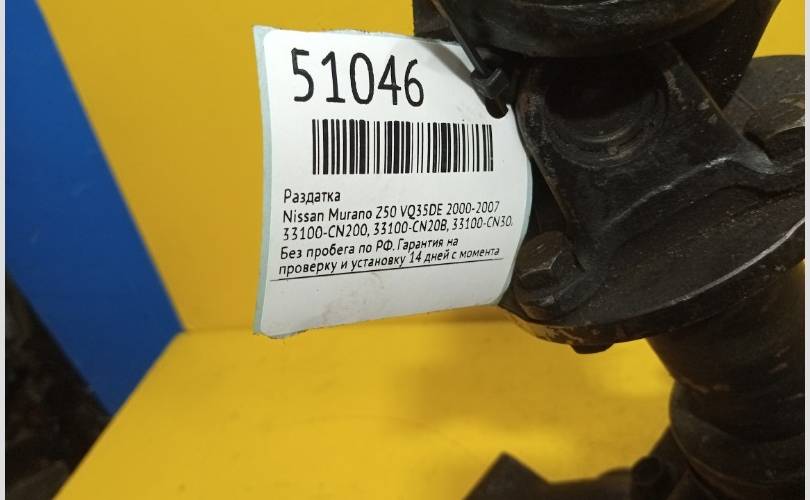 51046
Раздатка
Nissan Murano Z50 VQ35DE 2000-2007
33100-CN200, 33100-CN20B, 33100-CN30.
Без пробега по РФ. Гарантия на
проверку и установку 14 дней с момента